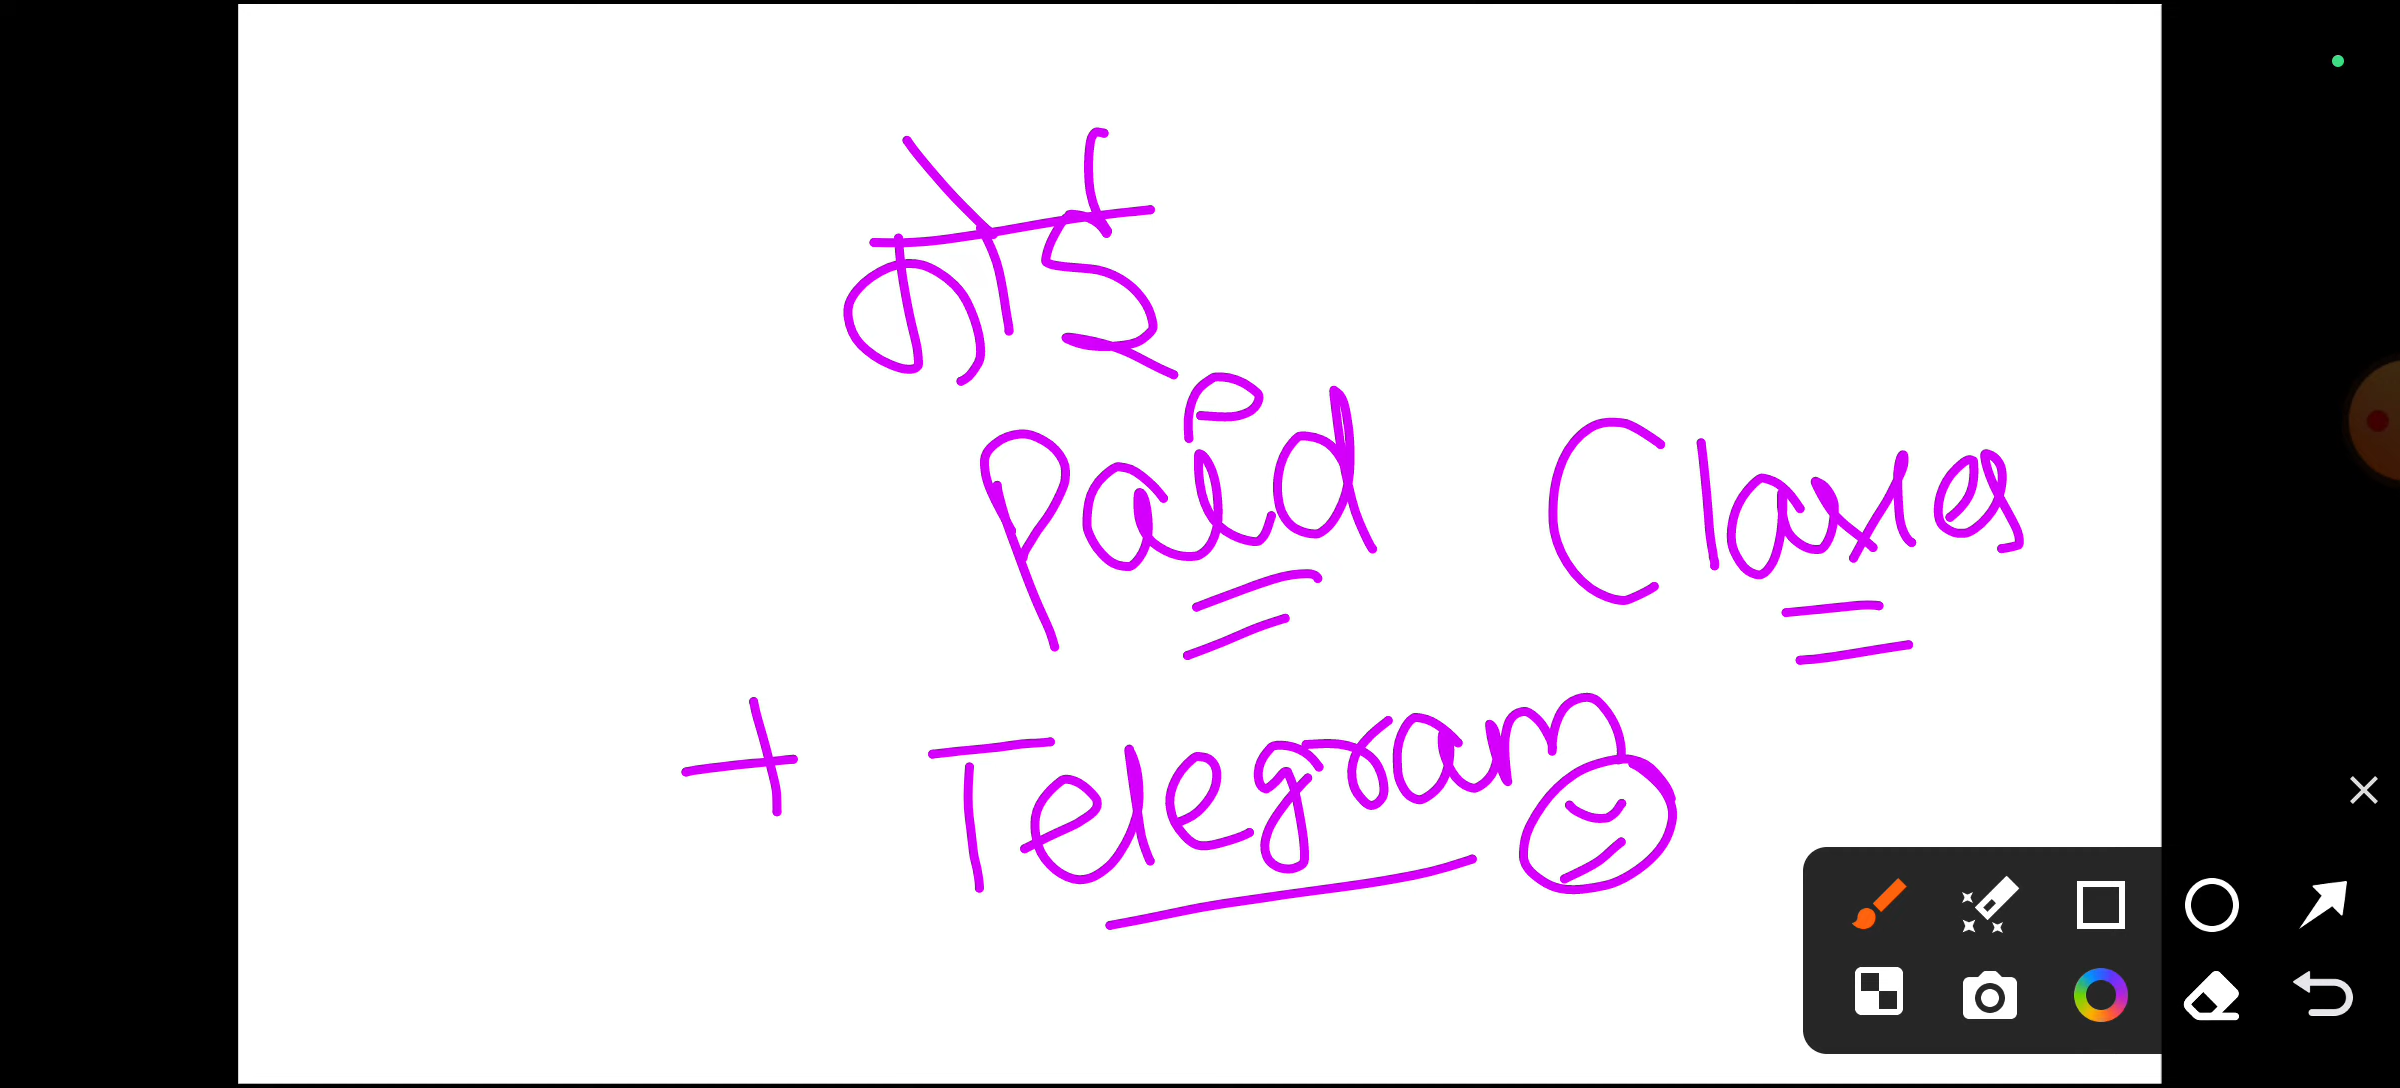 कोई
Paid Classes
+ Telegram